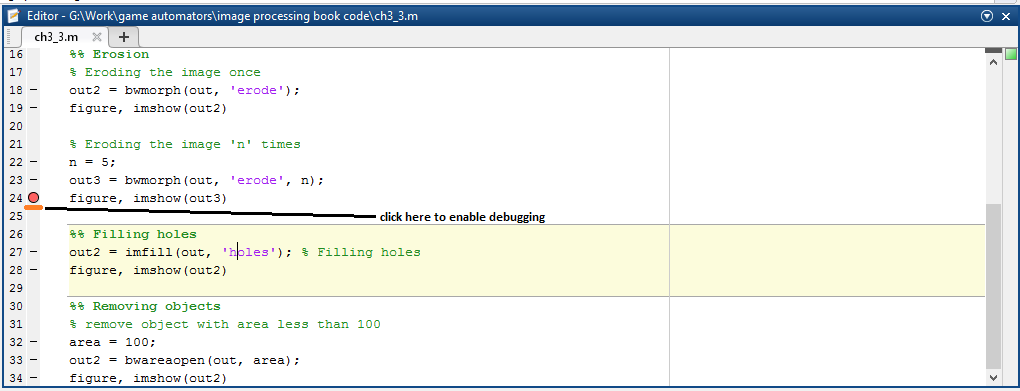 Editor - G:\Work\game automators\image processing book code\ch3_3.m
ch3_3.m
16 %% Erosion
17 % Eroding the image once
18 – out2 = bwmorph(out, 'erode');
19 – figure, imshow(out2)
20
21 % Eroding the image 'n' times
22 – n = 5;
23 – out3 = bwmorph(out, 'erode', n);
24 figure, imshow(out3)
25 click here to enable debugging
26 %% Filling holes
27 – out2 = imfill(out, 'holes'); % Filling holes
28 – figure, imshow(out2)
29
30 %% Removing objects
31 % remove object with area less than 100
32 – area = 100;
33 – out2 = bwareaopen(out, area);
34 – figure, imshow(out2)